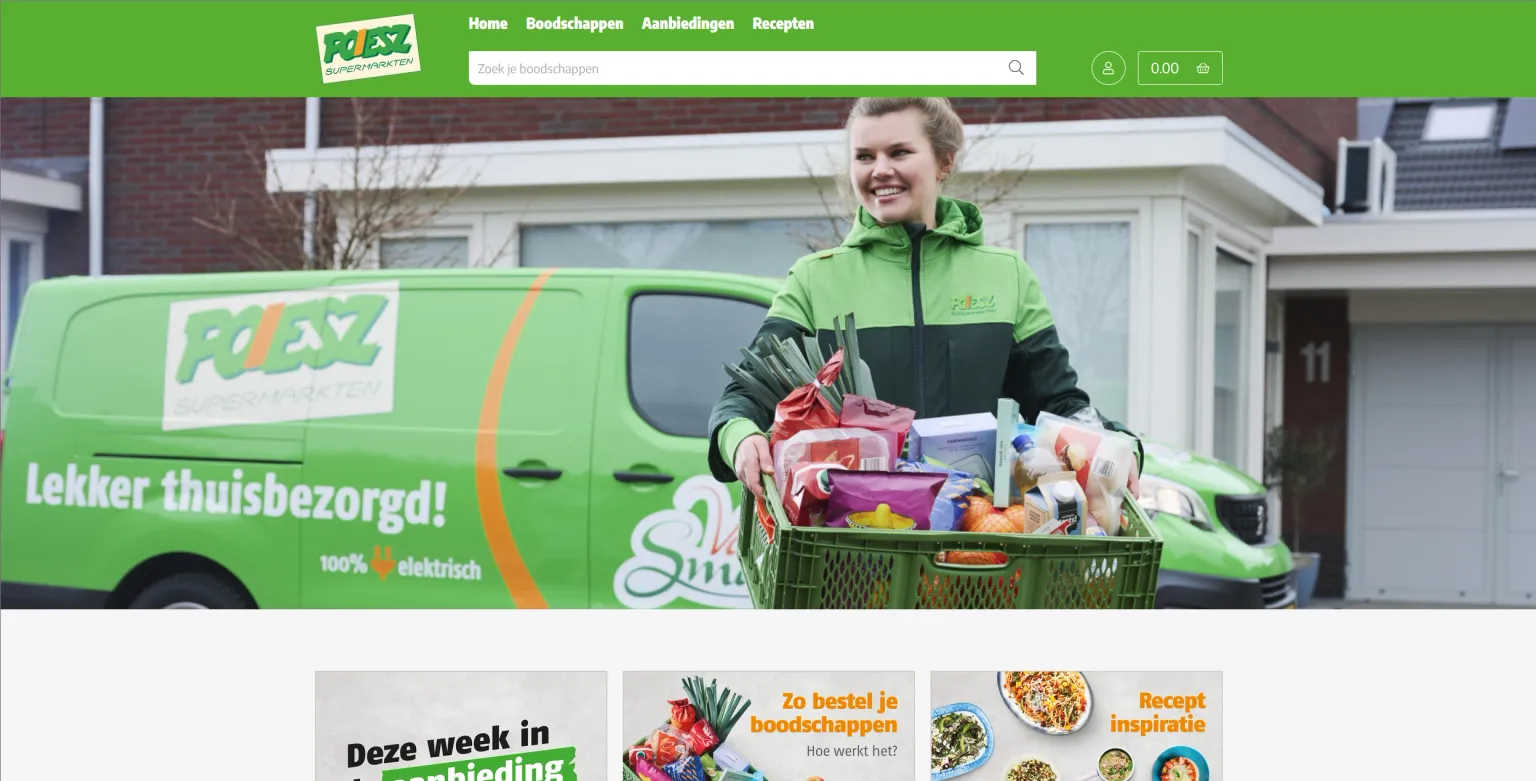 POIESZ
SUPERMARKTEN
Home Boodschappen Aanbiedingen Recepten
Zoek je boodschappen
0.00
POIESZ
SUPERMARKTEN
Lekker thuisbezorgd!
100% elektrisch
POIESZ
11
Deze week in
aanbieding
Zo bestel je
boodschappen
Hoe werkt het?
Recept
inspiratie